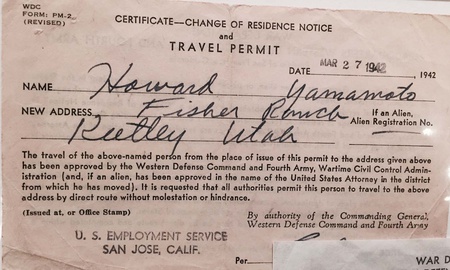 WDC
FORM: PM-2
(REVISED)
CERTIFICATE—CHANGE OF RESIDENCE NOTICE
and
TRAVEL PERMIT
DATE MAR 27 1942, 1942
NAME Howard Yamamoto
NEW ADDRESS Fisher Ranch If an Alien,
Alien Registration No.
Keetley Utah
The travel of the above-named person from the place of issue of this permit to the address given above
has been approved by the Western Defense Command and Fourth Army, Wartime Civil Control Admin-
istration (and, if an alien, has been approved in the name of the United States Attorney in the district
from which he has moved). It is requested that all authorities permit this person to travel to the above
address by direct route without molestation or hindrance.
(Issued at, or Office Stamp)
By authority of the Commanding General,
Western Defense Command and Fourth Army
U. S. EMPLOYMENT SERVICE
SAN JOSE, CALIF.
Per
WAR D